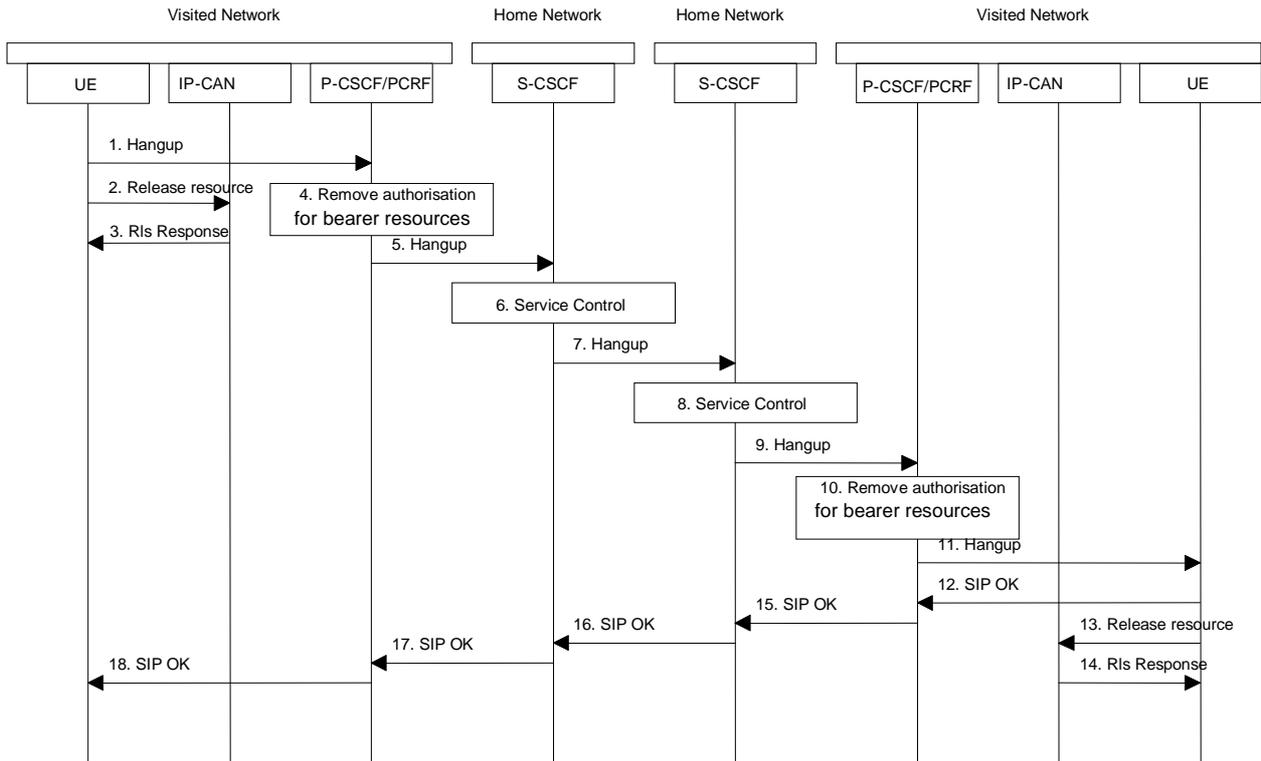 Visited Network
Home Network
Home Network
Visited Network
UE
IP-CAN
P-CSCF/PCRF
S-CSCF
S-CSCF
P-CSCF/PCRF
IP-CAN
UE
1. Hangup
2. Release resource
3. Rls Response
4. Remove authorisation
for bearer resources
5. Hangup
6. Service Control
7. Hangup
8. Service Control
9. Hangup
10. Remove authorisation
for bearer resources
11. Hangup
12. SIP OK
13. Release resource
14. Rls Response
15. SIP OK
16. SIP OK
17. SIP OK
18. SIP OK